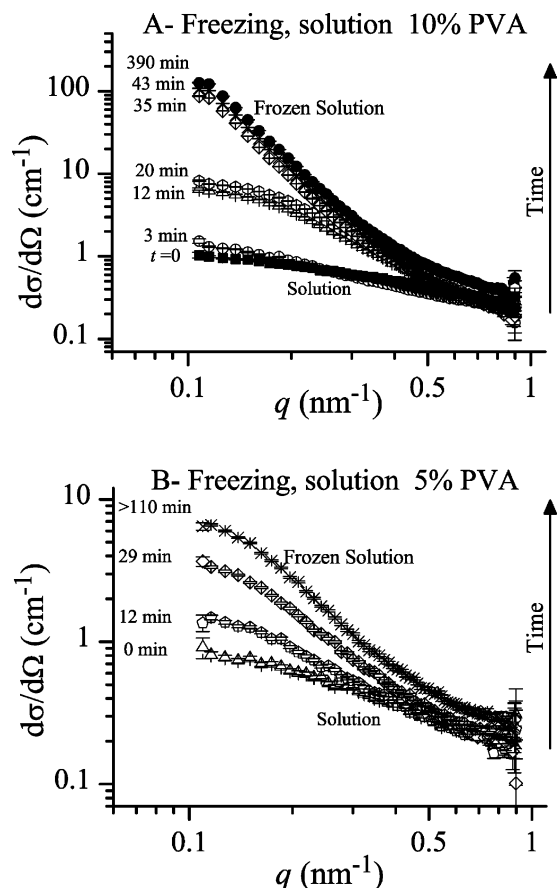 A- Freezing, solution 10% PVA
390 min
43 min
35 min
Frozen Solution
20 min
12 min
3 min
t =0
Solution
100
10
1
0.1
dσ/dΩ (cm⁻¹)
Time
0.1
0.5
1
q (nm⁻¹)
B- Freezing, solution 5% PVA
>110 min
Frozen Solution
29 min
12 min
0 min
Solution
10
1
0.1
dσ/dΩ (cm⁻¹)
Time
0.1
0.5
1
q (nm⁻¹)